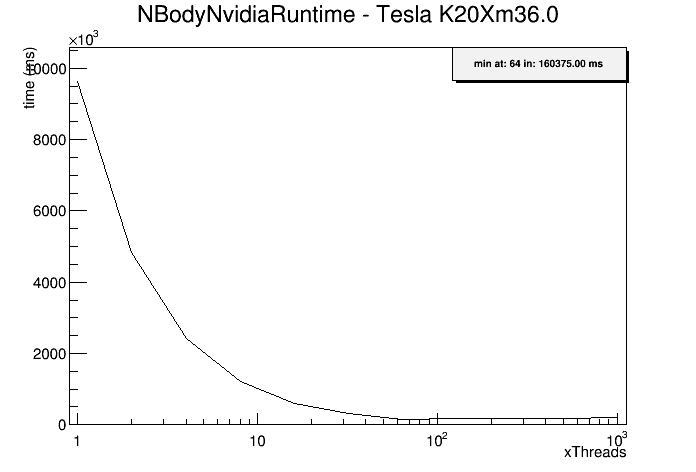 NBodyNvidiaRuntime - Tesla K20Xm36.0
×10³
time (ms)
min at: 64 in: 160375.00 ms
10000
8000
6000
4000
2000
0
1 10 10² 10³
xThreads